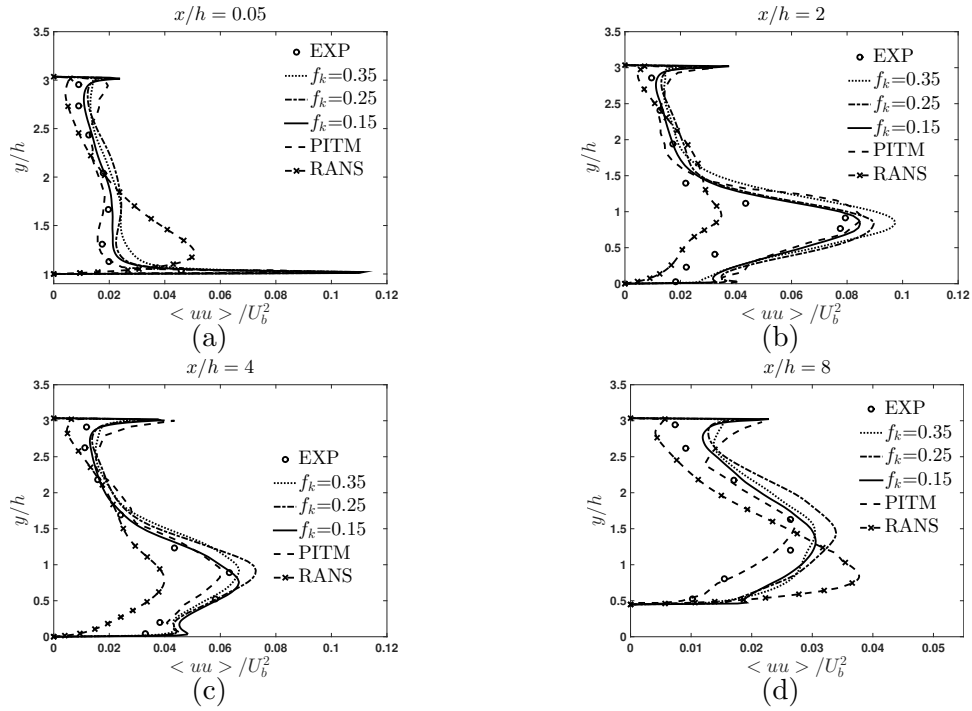 x/h = 0.05
3.5
3
2.5
2
1.5
1
y/h
EXP
f_k=0.35
f_k=0.25
f_k=0.15
PITM
RANS
0 0.02 0.04 0.06 0.08 0.1 0.12
< uu > /U_b^2
(a)
x/h = 2
3.5
3
2.5
2
1.5
1
0.5
0
y/h
EXP
f_k=0.35
f_k=0.25
f_k=0.15
PITM
RANS
0 0.02 0.04 0.06 0.08 0.1 0.12
< uu > /U_b^2
(b)
x/h = 4
3.5
3
2.5
2
1.5
1
0.5
0
y/h
EXP
f_k=0.35
f_k=0.25
f_k=0.15
PITM
RANS
0 0.02 0.04 0.06 0.08 0.1 0.12
< uu > /U_b^2
(c)
x/h = 8
3.5
3
2.5
2
1.5
1
0.5
0
y/h
EXP
f_k=0.35
f_k=0.25
f_k=0.15
PITM
RANS
0 0.01 0.02 0.03 0.04 0.05
< uu > /U_b^2
(d)